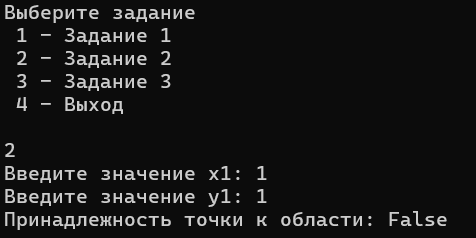 Выберите задание
1 – Задание 1
2 – Задание 2
3 – Задание 3
4 – Выход
2
Введите значение x1: 1
Введите значение y1: 1
Принадлежность точки к области: False